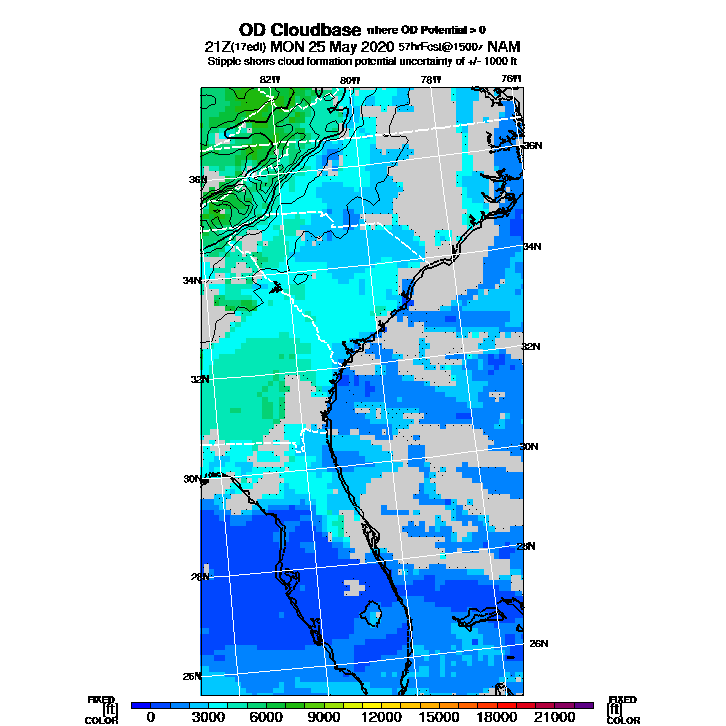 OD Cloudbase where OD Potential > 0
21Z(17edt) MON 25 May 2020 57hrFcst@1500z NAM
Stipple shows cloud formation potential uncertainty of +/- 1000 ft
82W 80W 78W 76W
36N
36N
34N
34N
32N
32N
30N
30N
28N
28N
26N
26N
FIXED FIXED
[ft] [ft]
COLOR COLOR
0 3000 6000 9000 12000 15000 18000 21000